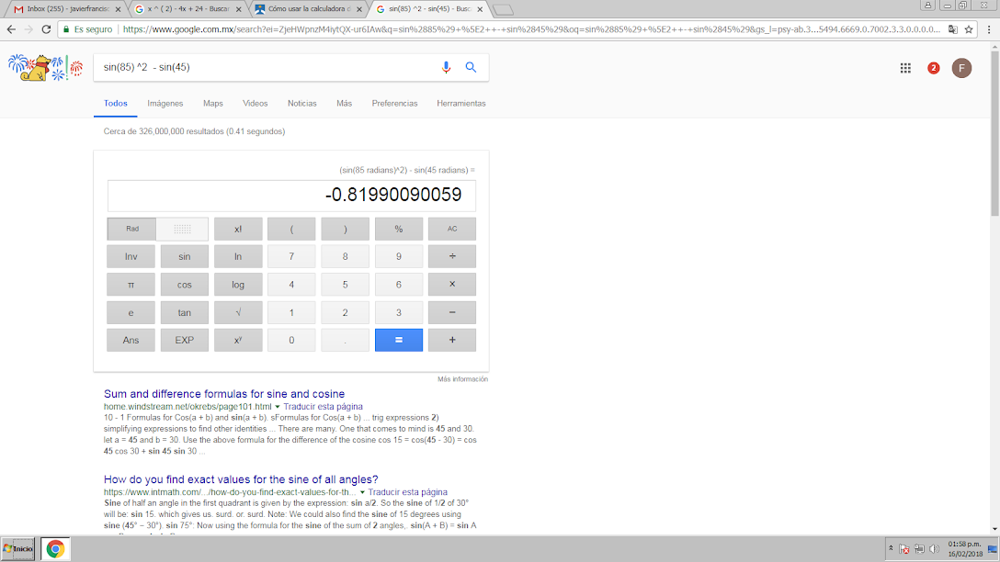 Inbox (255) - javierfrancisc
x ^ ( 2) - 4x + 24 - Buscar
Cómo usar la calculadora d
sin(85) ^2 - sin(45) - Busc
Es seguro
https://www.google.com.mx/search?ei=ZjeHWpnzM4iytQX-ur6IAw&q=sin%2885%29+%5E2++-+sin%2845%29&oq=sin%2885%29+%5E2++-+sin%2845%29&gs_l=psy-ab.3...5494.6669.0.7002.3.3.0.0.0.0...
sin(85) ^2 - sin(45)
2
F
Todos Imágenes Maps Videos Noticias Más Preferencias Herramientas
Cerca de 326,000,000 resultados (0.41 segundos)
(sin(85 radians)^2) - sin(45 radians) =
-0.81990090059
Rad x! ( ) % AC
Inv sin ln 7 8 9 ÷
π cos log 4 5 6 ×
e tan √ 1 2 3 −
Ans EXP xʸ 0 . = +
Más información
Sum and difference formulas for sine and cosine
home.windstream.net/okrebs/page101.html Traducir esta página
10 - 1 Formulas for Cos(a + b) and sin(a + b). sFormulas for Cos(a + b) ... trig expressions 2)
simplifying expressions to find other identities ... There are many. One that comes to mind is 45 and 30.
let a = 45 and b = 30. Use the above formula for the difference of the cosine cos 15 = cos(45 - 30) = cos
45 cos 30 + sin 45 sin 30 ...
How do you find exact values for the sine of all angles?
https://www.intmath.com/.../how-do-you-find-exact-values-for-th... Traducir esta página
Sine of half an angle in the first quadrant is given by the expression: sin a/2. So the sine of 1/2 of 30°
will be: sin 15. which gives us. surd. or. surd. Note: We could also find the sine of 15 degrees using
sine (45° − 30°). sin 75°: Now using the formula for the sine of the sum of 2 angles,. sin(A + B) = sin A
Inicio
01:58 p.m.
16/02/2018